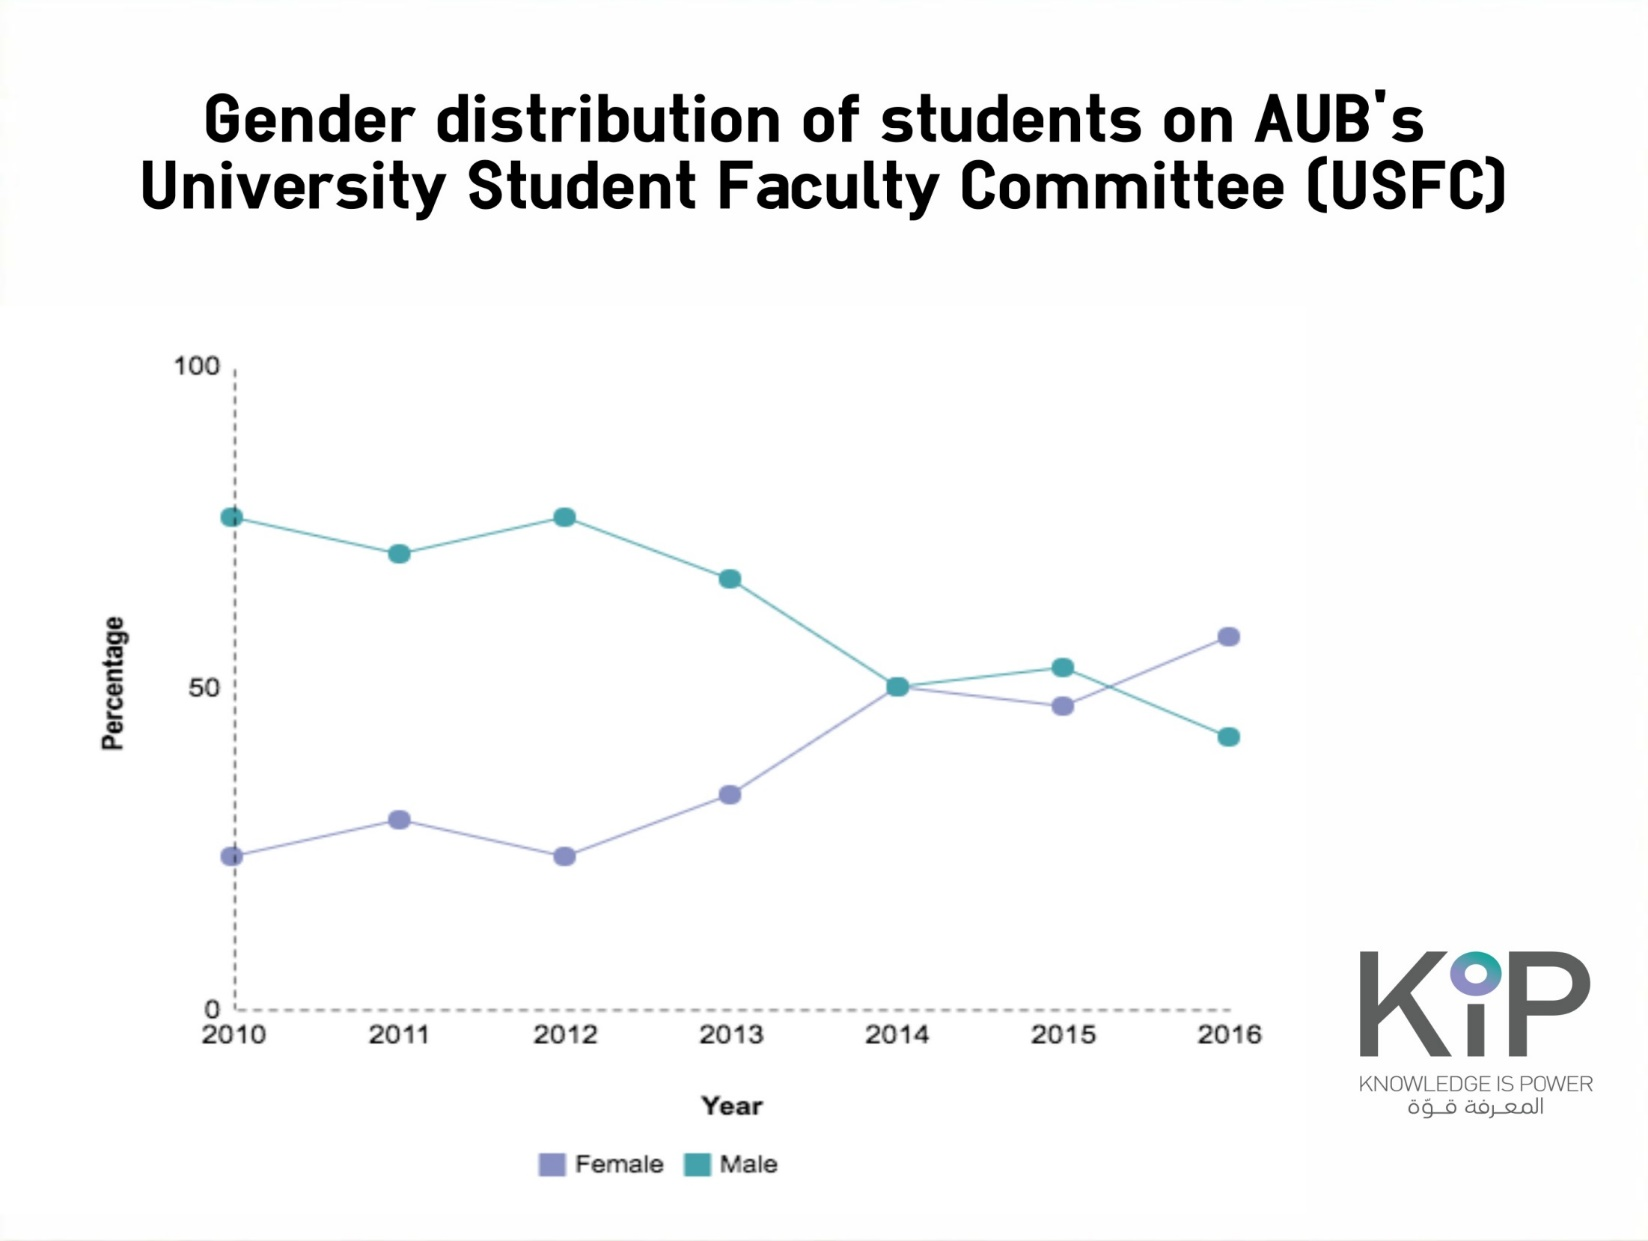 Gender distribution of students on AUB's
University Student Faculty Committee (USFC)
100
50
0
Percentage
2010 2011 2012 2013 2014 2015 2016
Year
Female Male
KiP
KNOWLEDGE IS POWER
المعرفة قوّة